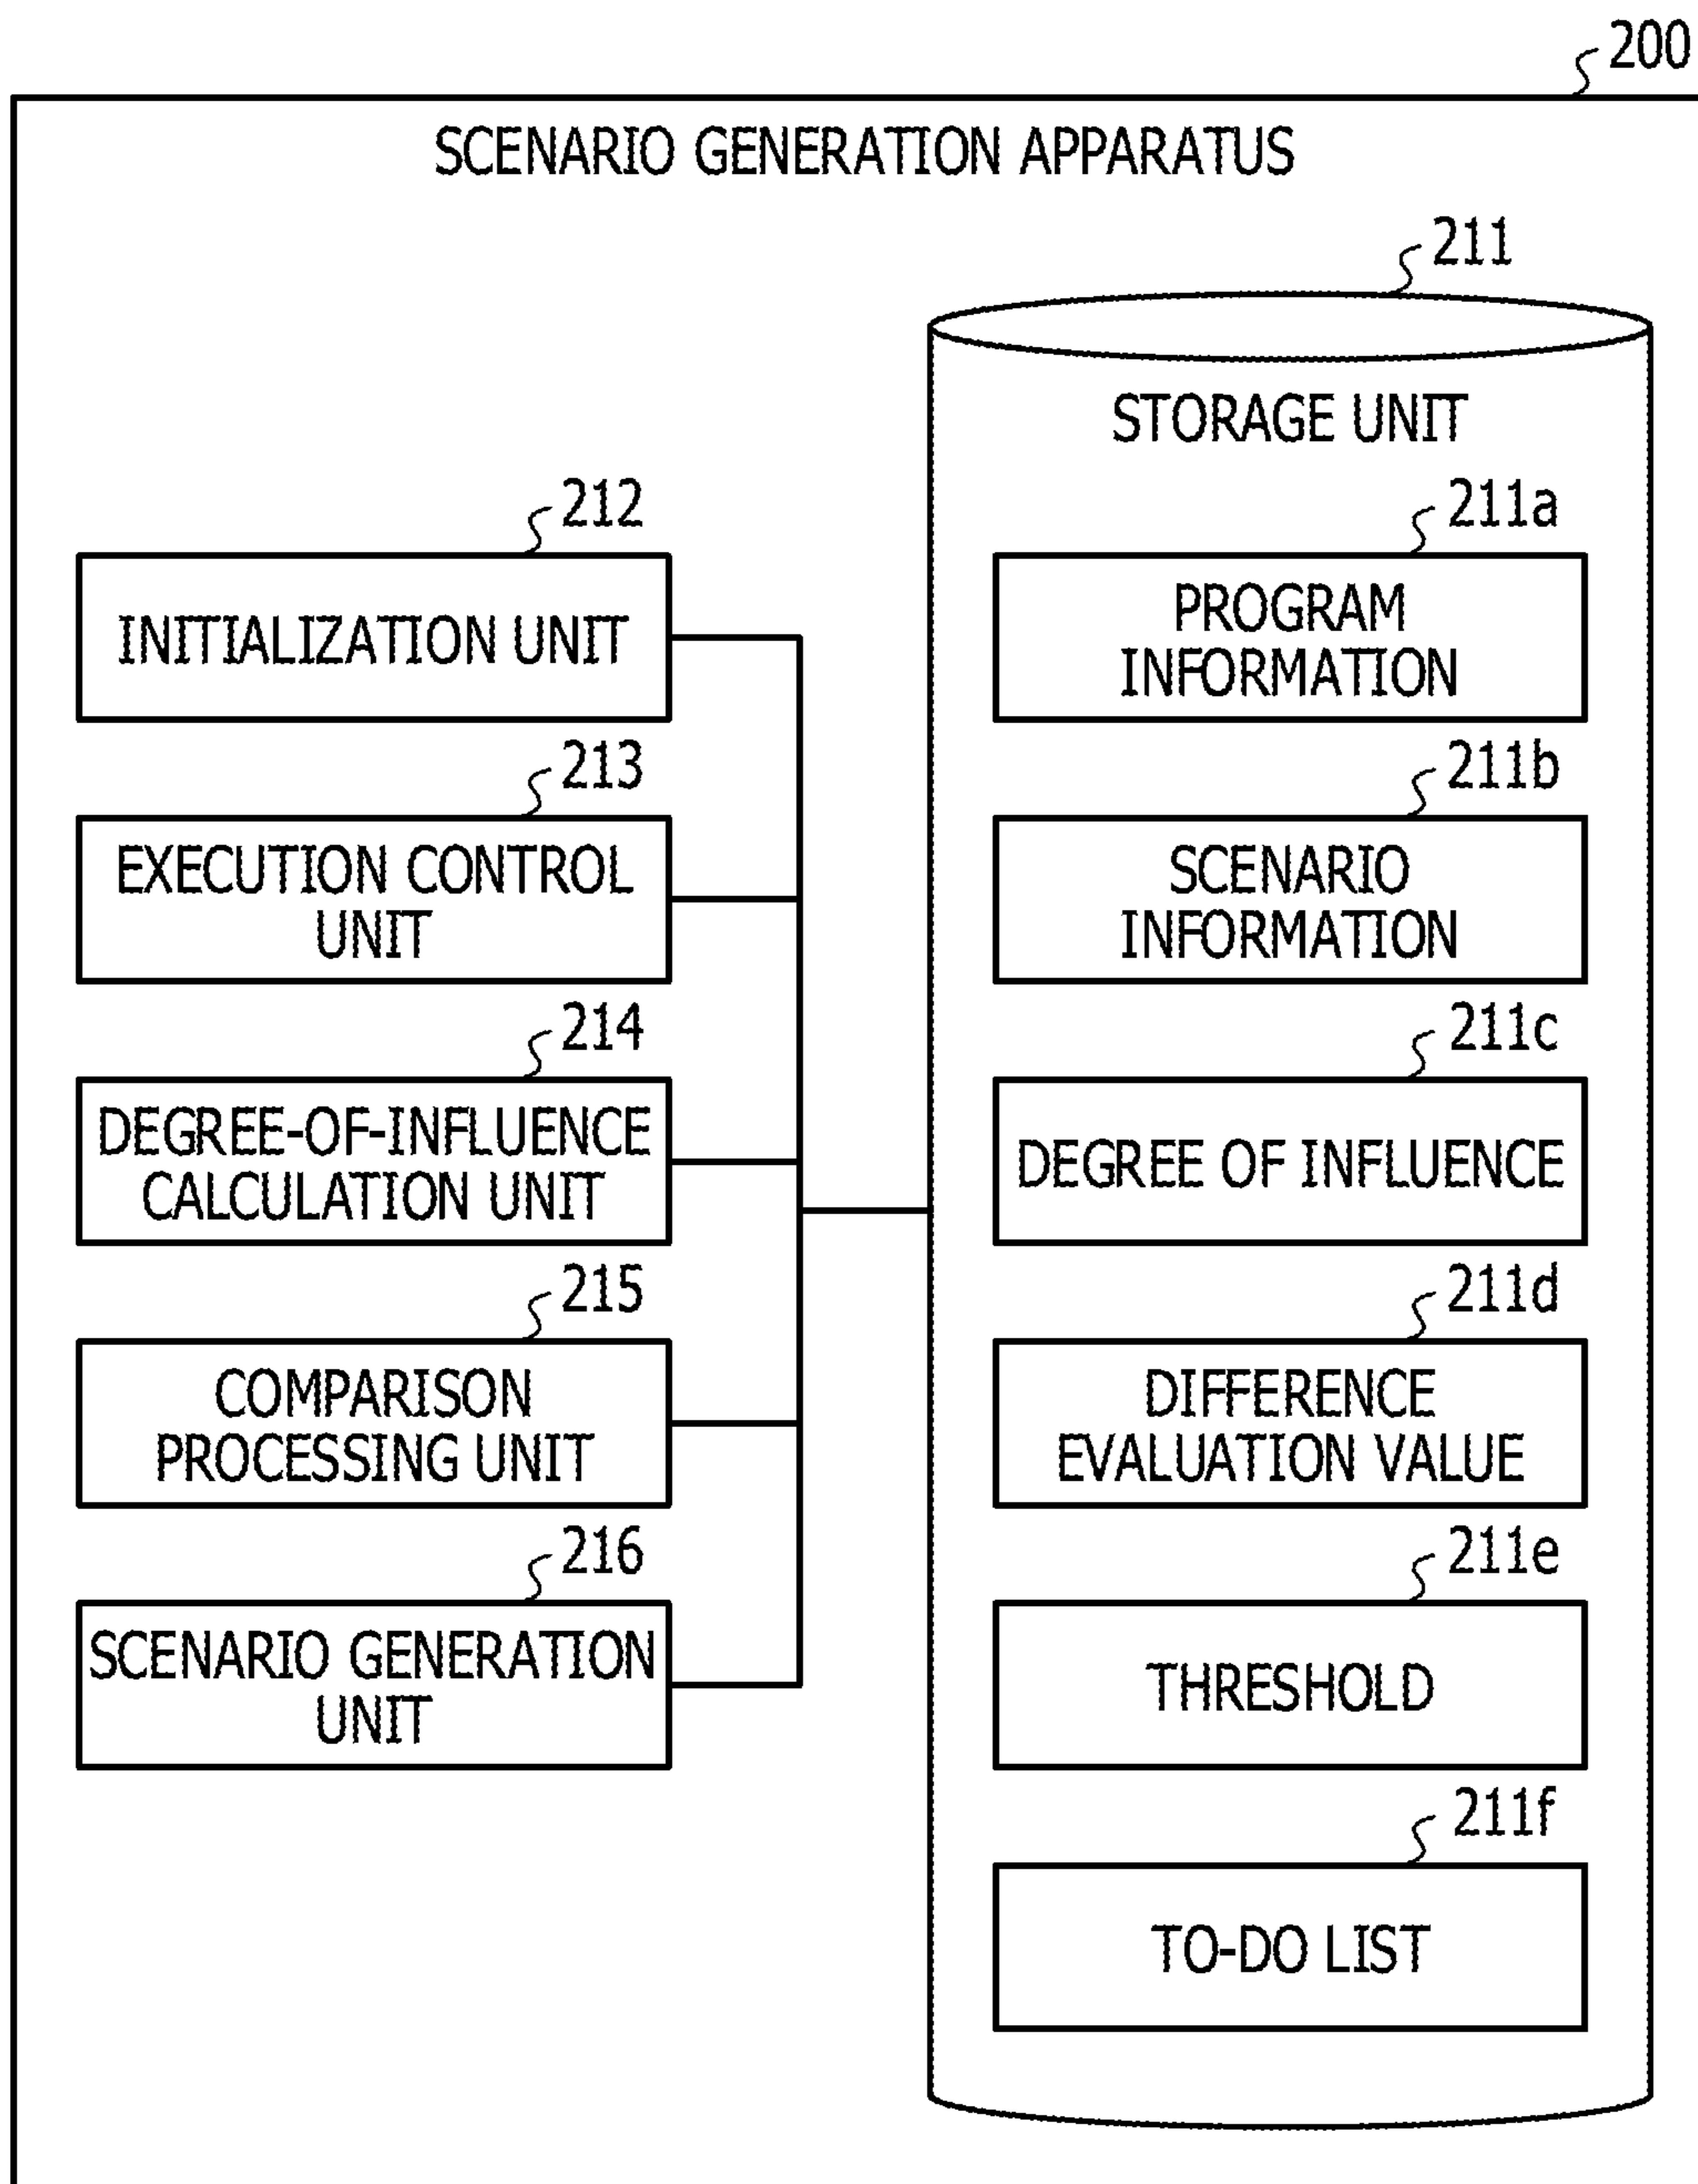 200
SCENARIO GENERATION APPARATUS
211
STORAGE UNIT
212
INITIALIZATION UNIT
213
EXECUTION CONTROL
UNIT
214
DEGREE-OF-INFLUENCE
CALCULATION UNIT
215
COMPARISON
PROCESSING UNIT
216
SCENARIO GENERATION
UNIT
211a
PROGRAM
INFORMATION
211b
SCENARIO
INFORMATION
211c
DEGREE OF INFLUENCE
211d
DIFFERENCE
EVALUATION VALUE
211e
THRESHOLD
211f
TO-DO LIST